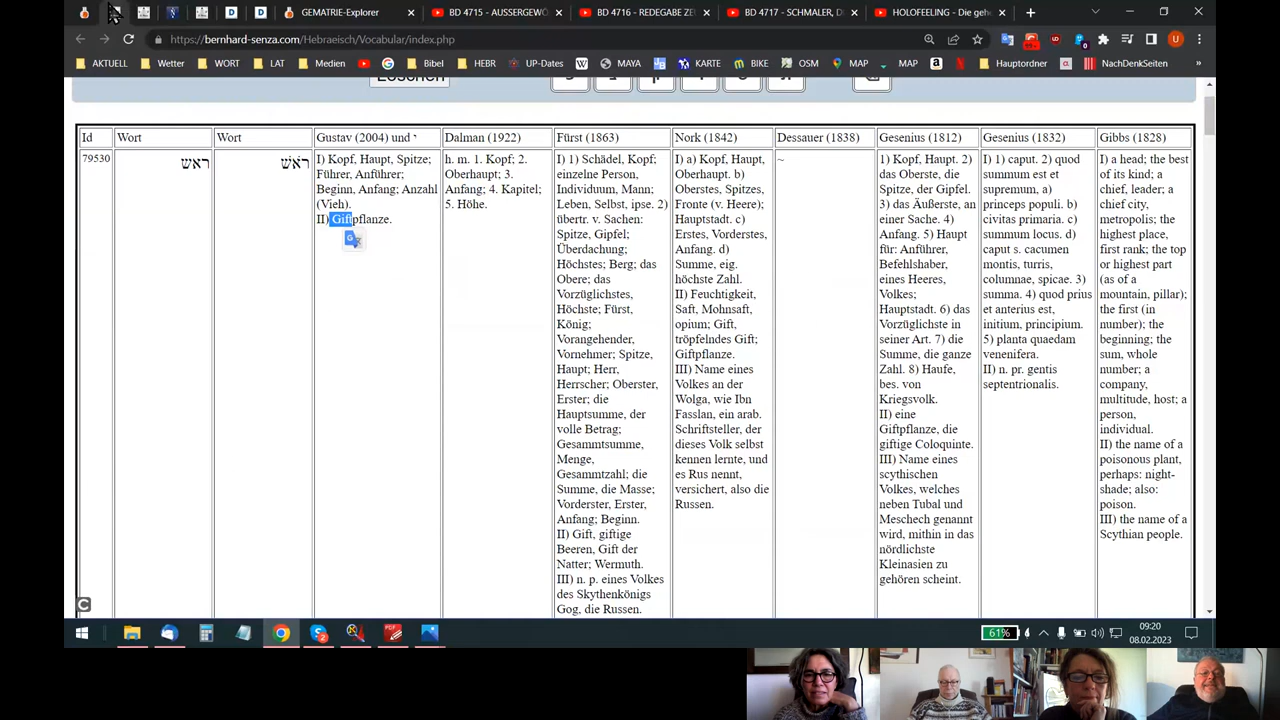 GEMATRIE-Explorer
BD 4715 - AUSSERGEWÖ
BD 4716 - REDEGABE ZE
BD 4717 - SCHMALER, D
HOLOFEELING - Die geh
https://bernhard-senza.com/Hebraeisch/Vocabular/index.php
AKTUELL
Wetter
WORT
LAT
Medien
Bibel
HEBR
UP-Dates
MAYA
KARTE
BIKE
OSM
MAP
MAP
Hauptordner
NachDenkSeiten
Löschen
Id
Wort
Wort
Gustav (2004) und
Dalman (1922)
Fürst (1863)
Nork (1842)
Dessauer (1838)
Gesenius (1812)
Gesenius (1832)
Gibbs (1828)
79530
ראש
רֹאשׁ
I) Kopf, Haupt, Spitze;
Führer, Anführer;
Beginn, Anfang; Anzahl
(Vieh).
II) Giftpflanze.
h. m. 1. Kopf; 2.
Oberhaupt; 3.
Anfang; 4. Kapitel;
5. Höhe.
I) 1) Schädel, Kopf;
einzelne Person,
Individuum, Mann;
Leben, Selbst, ipse. 2)
übertr. v. Sachen:
Spitze, Gipfel;
Überdachung;
Höchstes; Berg; das
Obere; das
Vorzüglichstes,
Höchste; Fürst,
König;
Vorangehender,
Vornehmer; Spitze,
Haupt; Herr,
Herrscher; Oberster,
Erster; die
Hauptsumme, der
volle Betrag;
Gesammtsumme,
Menge,
Gesammtzahl; die
Summe, die Masse;
Vorderster, Erster,
Anfang; Beginn.
II) Gift, giftige
Beeren, Gift der
Natter; Wermuth.
III) n. p. eines Volkes
des Skythenkönigs
Gog, die Russen.
I a) Kopf, Haupt,
Oberhaupt. b)
Oberstes, Spitzes,
Fronte (v. Heere);
Hauptstadt. c)
Erstes, Vorderstes,
Anfang. d)
Summe, eig.
höchste Zahl.
II) Feuchtigkeit,
Saft, Mohnsaft,
opium; Gift,
tröpfelndes Gift;
Giftpflanze.
III) Name eines
Volkes an der
Wolga, wie Ibn
Fasslan, ein arab.
Schriftsteller, der
dieses Volk selbst
kennen lernte, und
es Rus nennt,
versichert, also die
Russen.
~
1) Kopf, Haupt. 2)
das Oberste, die
Spitze, der Gipfel.
3) das Äußerste, an
einer Sache. 4)
Anfang. 5) Haupt
für: Anführer,
Befehlshaber,
eines Heeres,
Volkes;
Hauptstadt. 6) das
Vorzüglichste in
seiner Art. 7) die
Summe, die ganze
Zahl. 8) Haufe,
bes. von
Kriegsvolk.
II) eine
Giftpflanze, die
giftige Coloquinte.
III) Name eines
scythischen
Volkes, welches
neben Tubal und
Meschech genannt
wird, mithin in das
nördlichste
Kleinasien zu
gehören scheint.
I) 1) caput. 2) quod
summum est et
supremum, a)
princeps populi. b)
civitas primaria. c)
summum locus. d)
caput s. cacumen
montis, turris,
columnae, spicae. 3)
summa. 4) quod prius
et anterius est,
initium, principium.
5) planta quaedam
venenifera.
II) n. pr. gentis
septentrionalis.
I) a head; the best
of its kind; a
chief, leader; a
chief city,
metropolis; the
highest place,
first rank; the top
or highest part
(as of a
mountain, pillar);
the first (in
number); the
beginning; the
sum, whole
number; a
company,
multitude, host; a
person,
individual.
II) the name of a
poisonous plant,
perhaps: night-
shade; also:
poison.
III) the name of a
Scythian people.
61%
09:20
08.02.2023